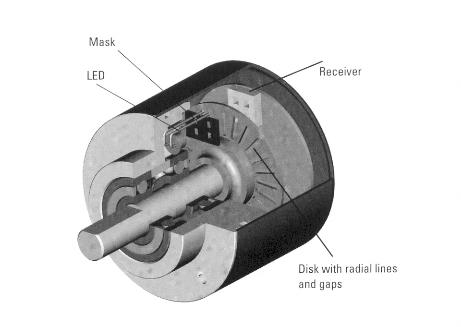 Mask
LED
Receiver
Disk with radial lines
and gaps